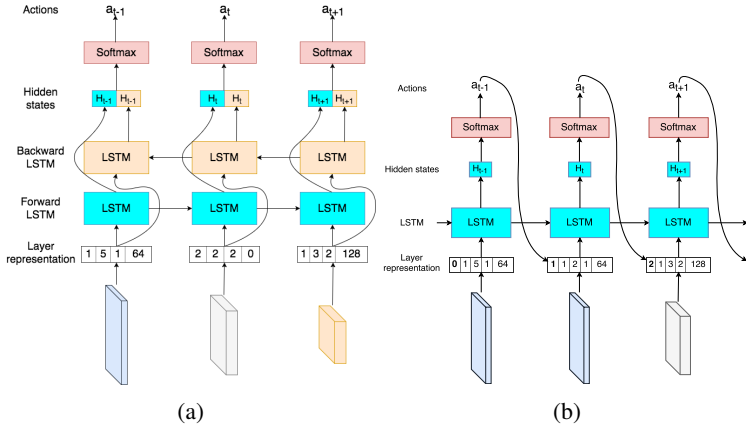 Actions a_{t-1} a_t a_{t+1}
Softmax Softmax Softmax
Hidden states H_{t-1} H_{t-1} H_t H_t H_{t+1} H_{t+1}
Backward LSTM LSTM LSTM LSTM
Forward LSTM LSTM LSTM LSTM
Layer representation 1 5 1 64 2 2 2 0 1 3 2 128
(a)
Actions a_{t-1} a_t a_{t+1}
Softmax Softmax Softmax
Hidden states H_{t-1} H_t H_{t+1}
LSTM LSTM LSTM LSTM
Layer representation 0 1 5 1 64 1 1 2 1 64 2 1 3 2 128
(b)